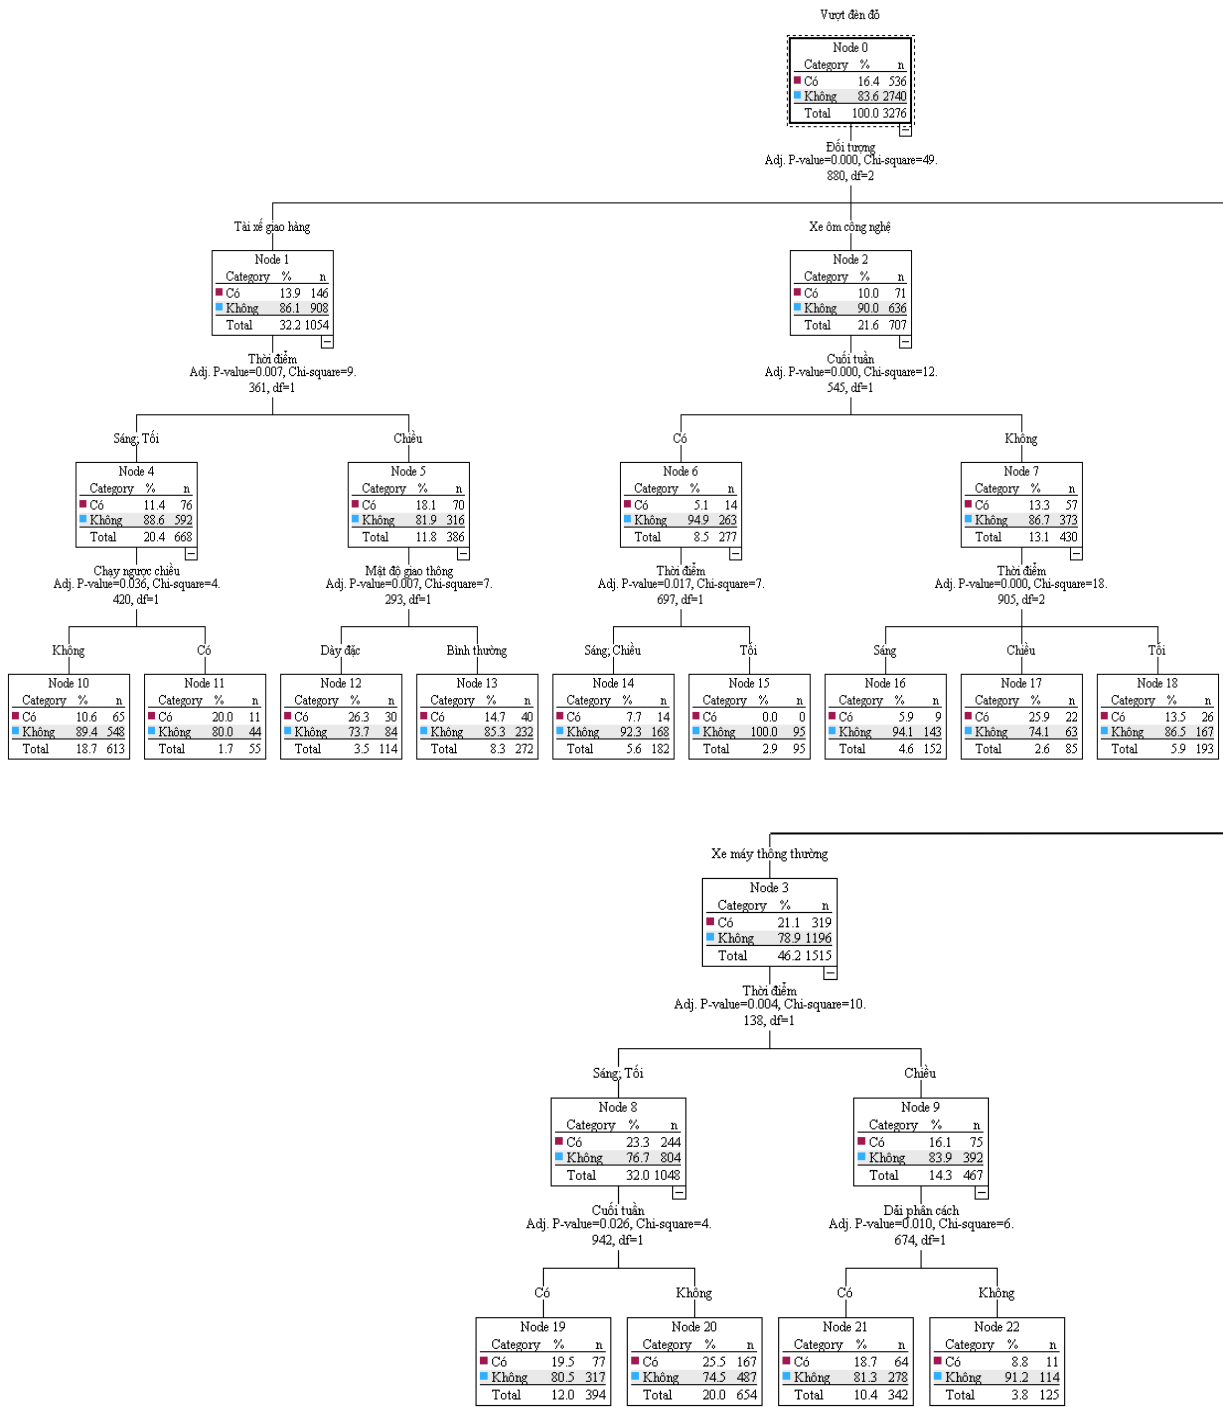 Vượt đèn đỏ
Node 0
Category % n
Có 16.4 536
Không 83.6 2740
Total 100.0 3276
Đối tượng
Adj. P-value=0.000, Chi-square=49.
880, df=2
Tài xế giao hàng
Xe ôm công nghệ
Node 1
Category % n
Có 13.9 146
Không 86.1 908
Total 32.2 1054
Node 2
Category % n
Có 10.0 71
Không 90.0 636
Total 21.6 707
Thời điểm
Adj. P-value=0.007, Chi-square=9.
361, df=1
Cuối tuần
Adj. P-value=0.000, Chi-square=12.
545, df=1
Sáng; Tối
Chiều
Có
Không
Node 4
Category % n
Có 11.4 76
Không 88.6 592
Total 20.4 668
Node 5
Category % n
Có 18.1 70
Không 81.9 316
Total 11.8 386
Node 6
Category % n
Có 5.1 14
Không 94.9 263
Total 8.5 277
Node 7
Category % n
Có 13.3 57
Không 86.7 373
Total 13.1 430
Chạy ngược chiều
Adj. P-value=0.036, Chi-square=4.
420, df=1
Mật độ giao thông
Adj. P-value=0.007, Chi-square=7.
293, df=1
Thời điểm
Adj. P-value=0.017, Chi-square=7.
697, df=1
Thời điểm
Adj. P-value=0.000, Chi-square=18.
905, df=2
Không
Có
Dày đặc
Bình thường
Sáng; Chiều
Tối
Sáng
Chiều
Tối
Node 10
Category % n
Có 10.6 65
Không 89.4 548
Total 18.7 613
Node 11
Category % n
Có 20.0 11
Không 80.0 44
Total 1.7 55
Node 12
Category % n
Có 26.3 30
Không 73.7 84
Total 3.5 114
Node 13
Category % n
Có 14.7 40
Không 85.3 232
Total 8.3 272
Node 14
Category % n
Có 7.7 14
Không 92.3 168
Total 5.6 182
Node 15
Category % n
Có 0.0 0
Không 100.0 95
Total 2.9 95
Node 16
Category % n
Có 5.9 9
Không 94.1 143
Total 4.6 152
Node 17
Category % n
Có 25.9 22
Không 74.1 63
Total 2.6 85
Node 18
Category % n
Có 13.5 26
Không 86.5 167
Total 5.9 193
Xe máy thông thường
Node 3
Category % n
Có 21.1 319
Không 78.9 1196
Total 46.2 1515
Thời điểm
Adj. P-value=0.004, Chi-square=10.
138, df=1
Sáng; Tối
Chiều
Node 8
Category % n
Có 23.3 244
Không 76.7 804
Total 32.0 1048
Node 9
Category % n
Có 16.1 75
Không 83.9 392
Total 14.3 467
Cuối tuần
Adj. P-value=0.026, Chi-square=4.
942, df=1
Dải phân cách
Adj. P-value=0.010, Chi-square=6.
674, df=1
Có
Không
Có
Không
Node 19
Category % n
Có 19.5 77
Không 80.5 317
Total 12.0 394
Node 20
Category % n
Có 25.5 167
Không 74.5 487
Total 20.0 654
Node 21
Category % n
Có 18.7 64
Không 81.3 278
Total 10.4 342
Node 22
Category % n
Có 8.8 11
Không 91.2 114
Total 3.8 125